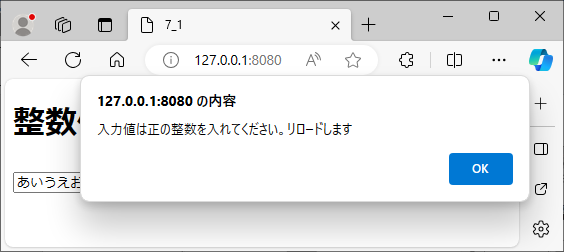 7_1
127.0.0.1:8080
127.0.0.1:8080 の内容
入力値は正の整数を入れてください。リロードします
OK
整数
あいうえお